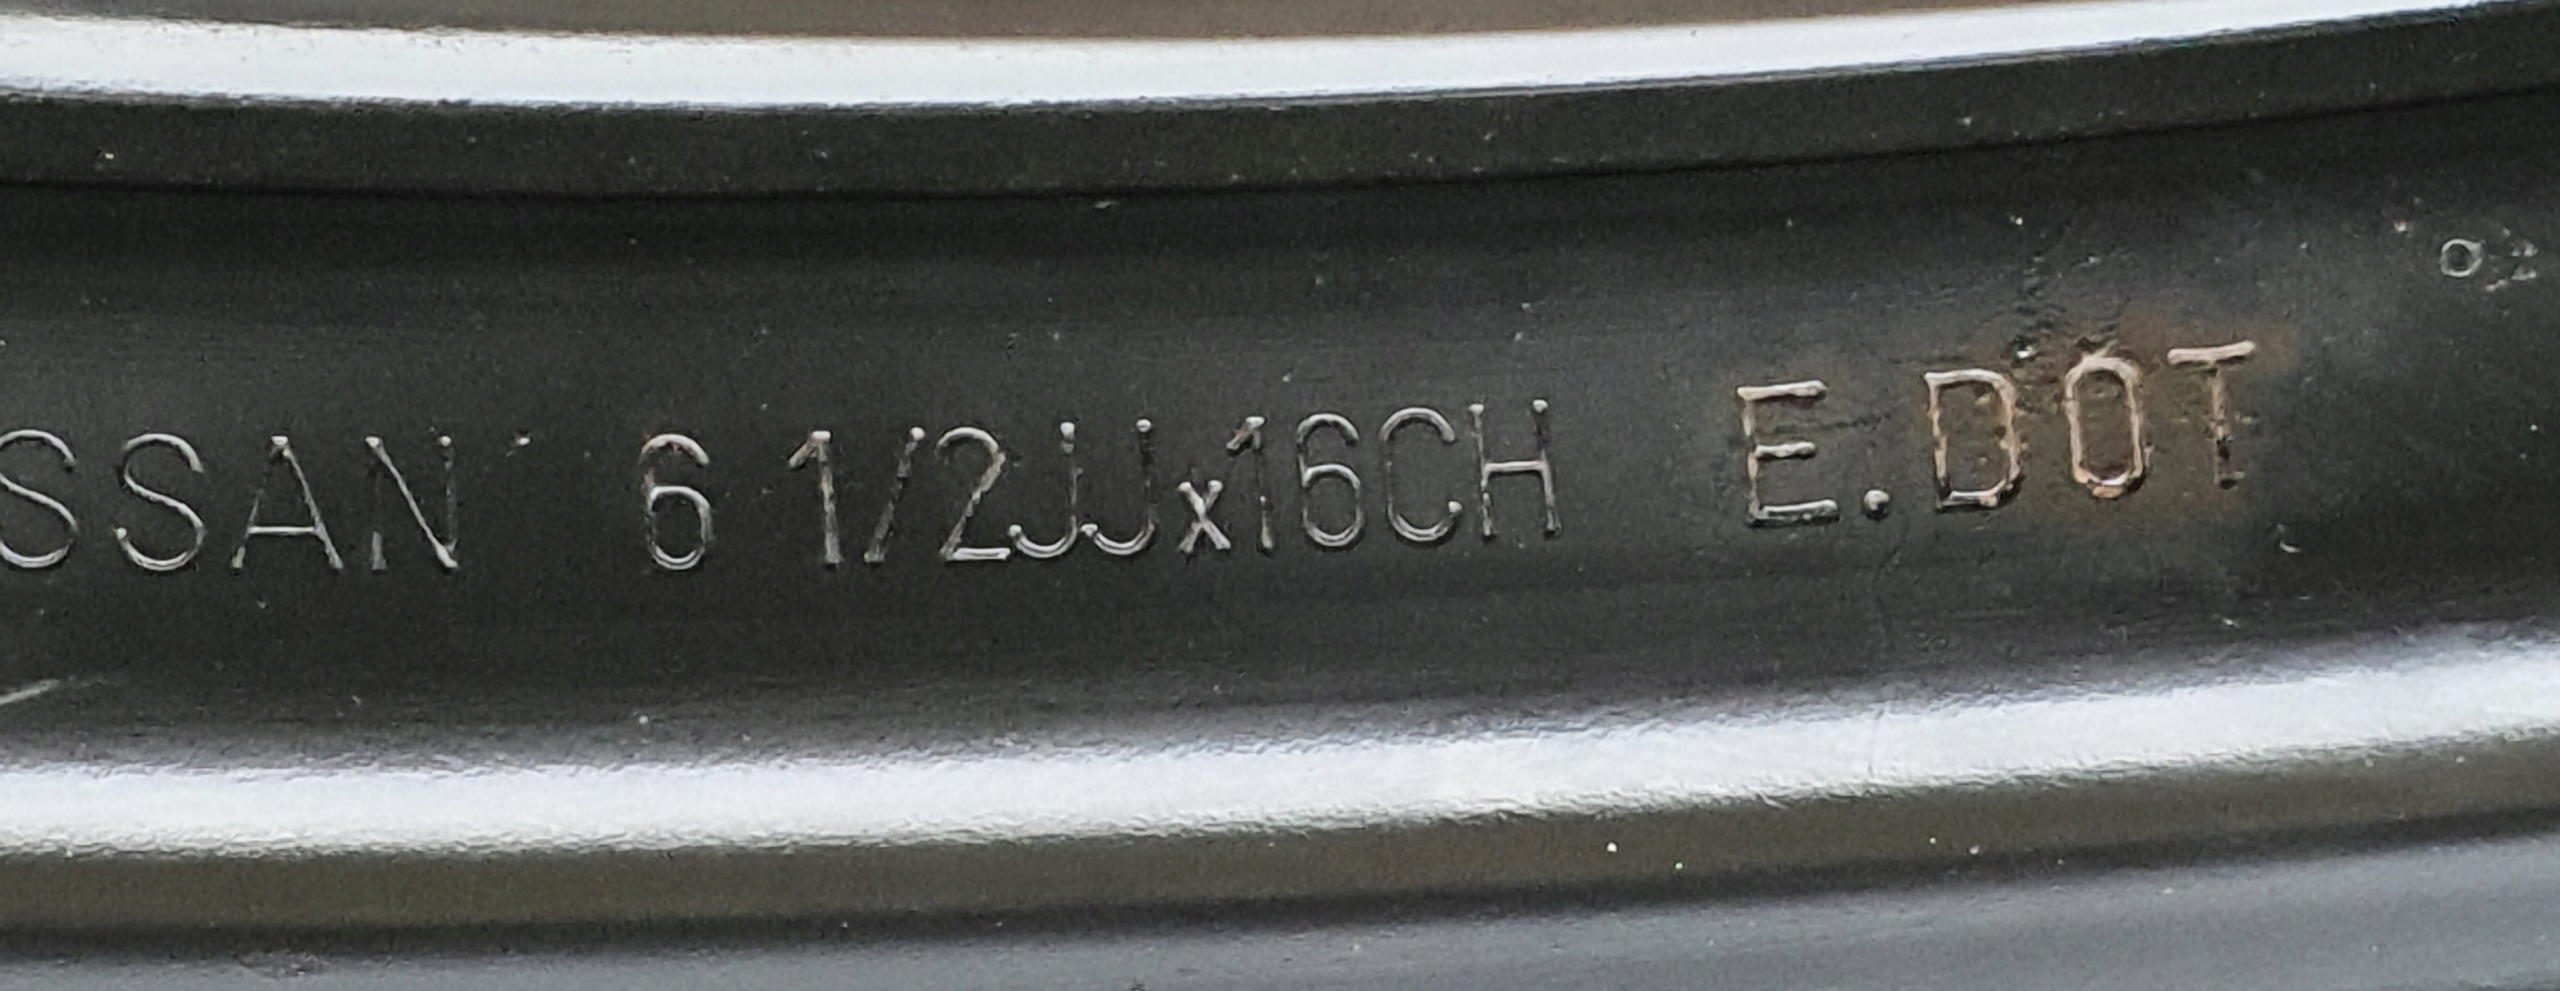 SSAN 6 1/2JJx16CH E.DOT